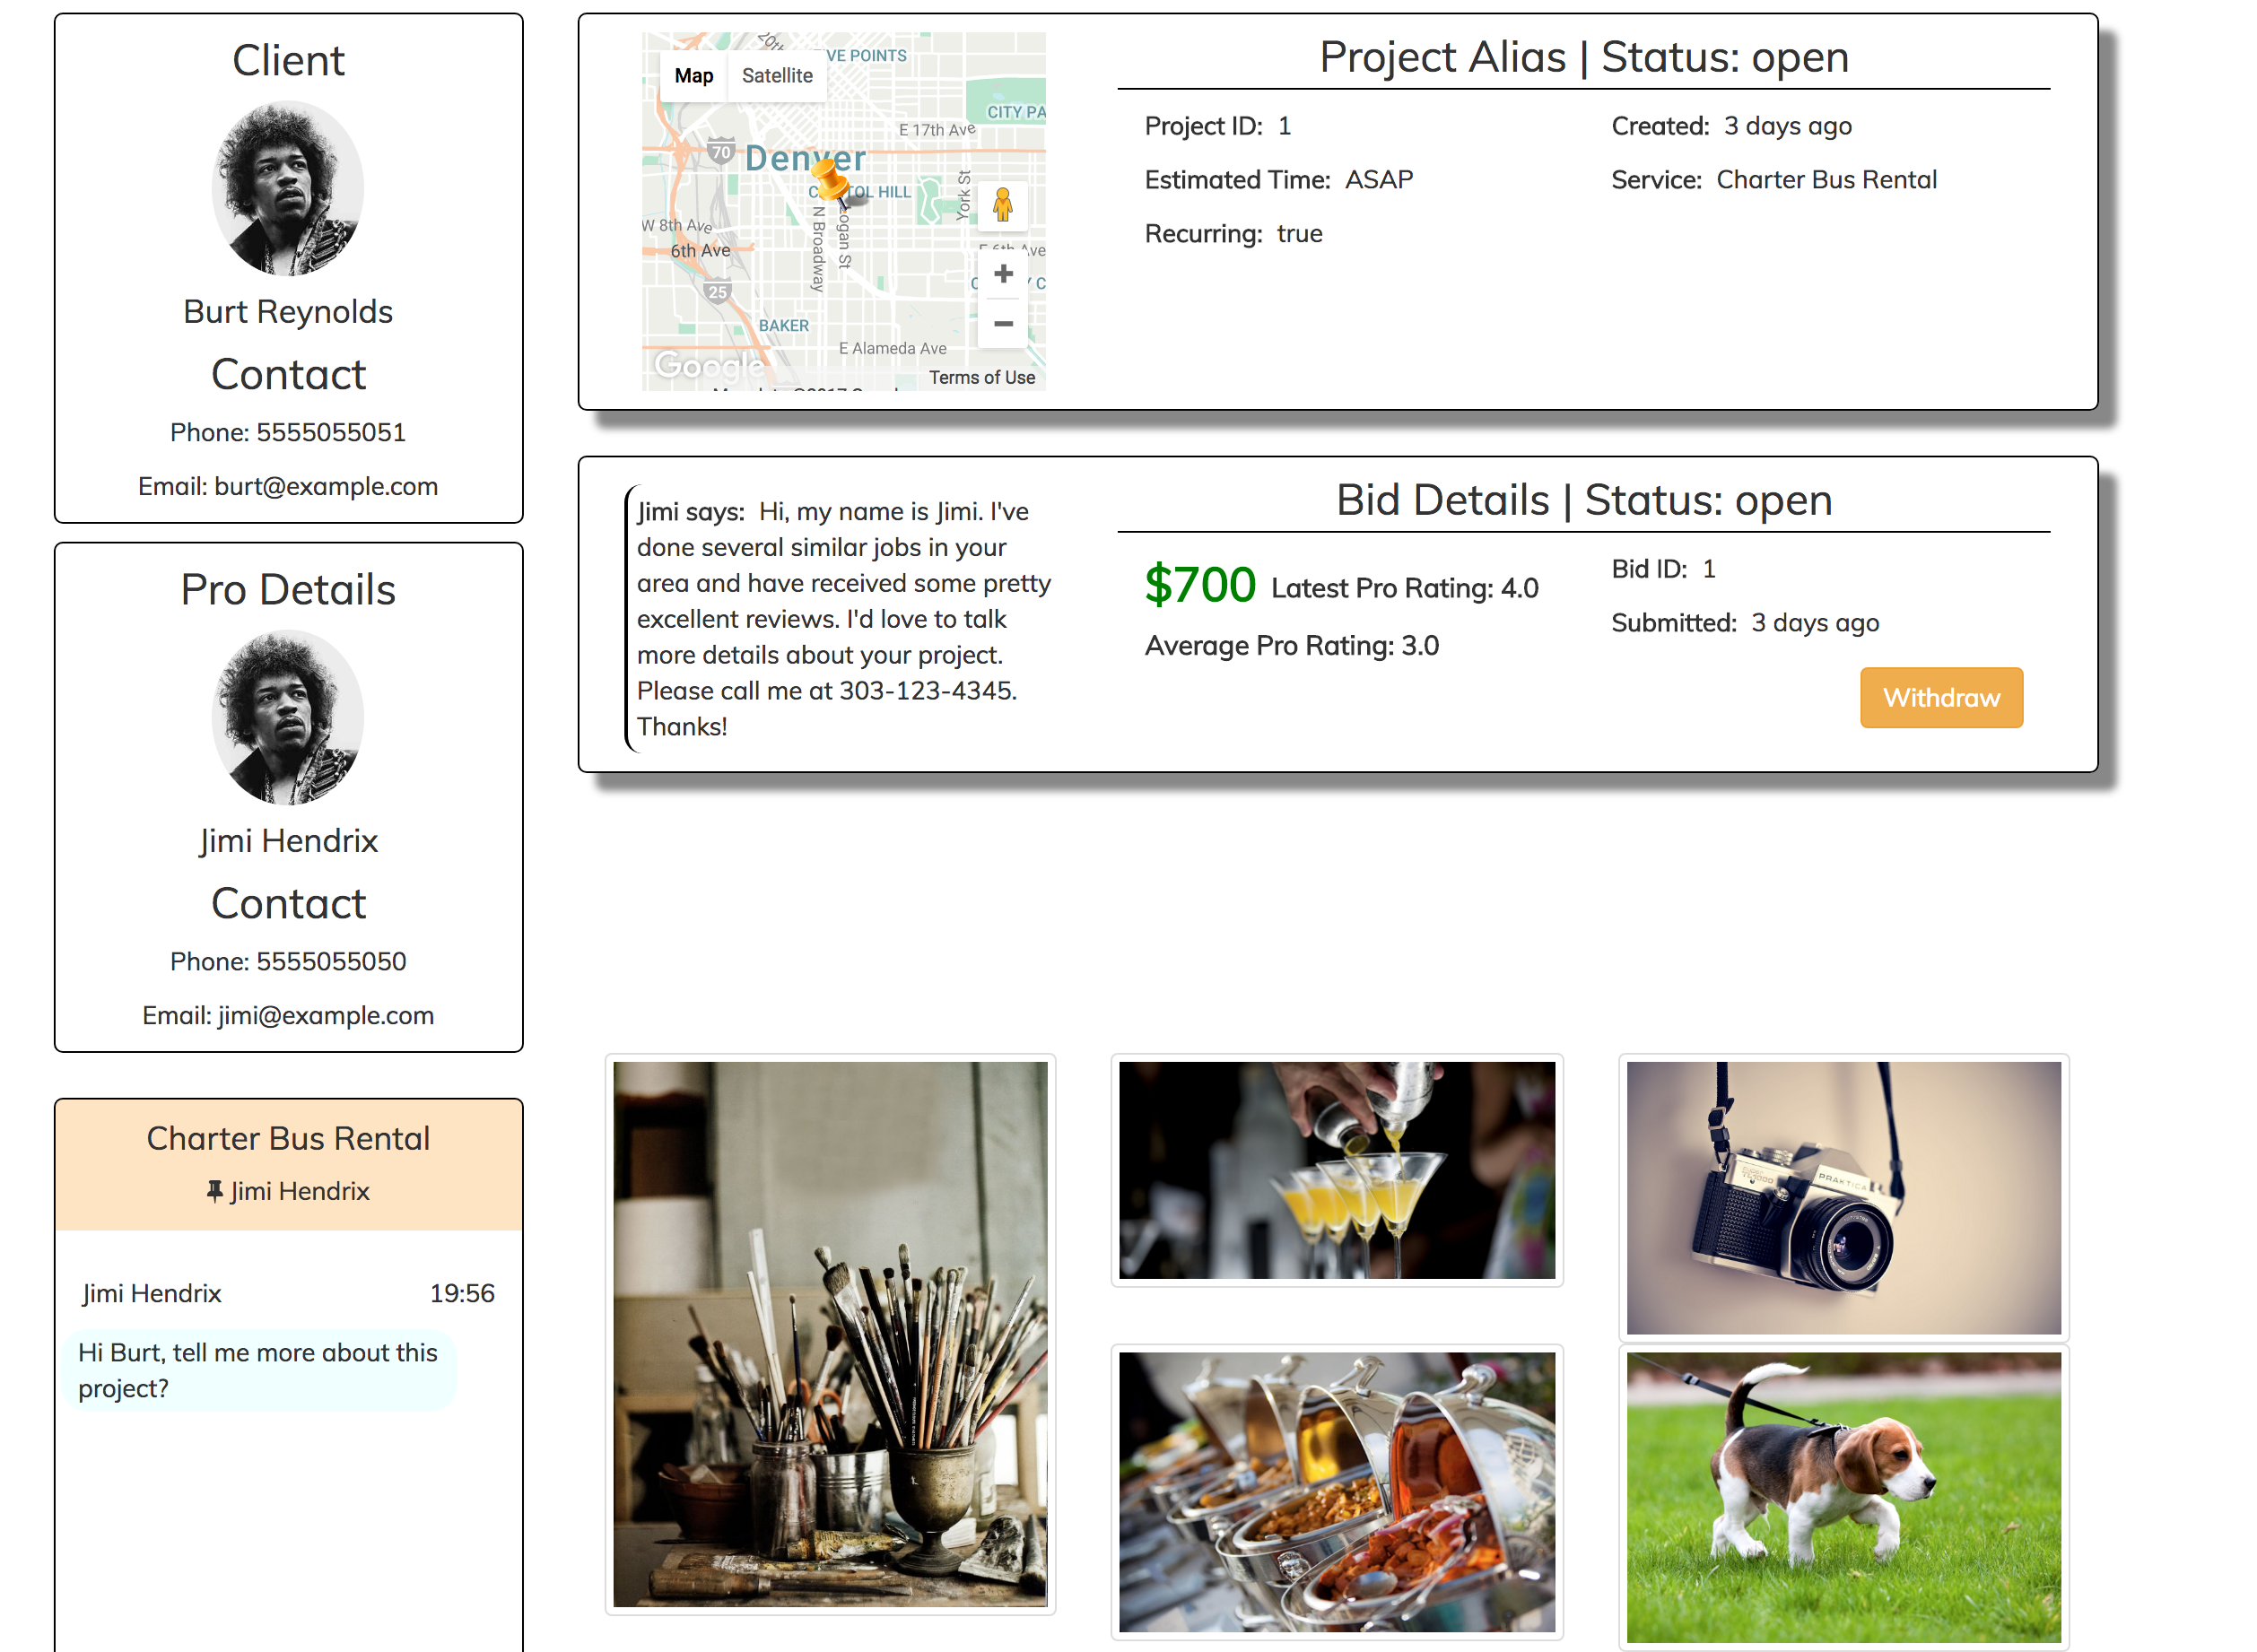 Client
Burt Reynolds
Contact
Phone: 5555055051
Email: burt@example.com
Pro Details
Jimi Hendrix
Contact
Phone: 5555055050
Email: jimi@example.com
Charter Bus Rental
Jimi Hendrix
Jimi Hendrix 19:56
Hi Burt, tell me more about this
project?
Map Satellite
20th
VE POINTS
CITY PA
E 17th Ave
70
Denver
York St
W 8th Ave
N Broadway
Logan St
6th Ave
25
BAKER
E Alameda Ave
Google
Terms of Use
Project Alias | Status: open
Project ID: 1
Estimated Time: ASAP
Recurring: true
Created: 3 days ago
Service: Charter Bus Rental
Jimi says: Hi, my name is Jimi. I've
done several similar jobs in your
area and have received some pretty
excellent reviews. I'd love to talk
more details about your project.
Please call me at 303-123-4345.
Thanks!
Bid Details | Status: open
$700 Latest Pro Rating: 4.0
Average Pro Rating: 3.0
Bid ID: 1
Submitted: 3 days ago
Withdraw
PRAKTICA